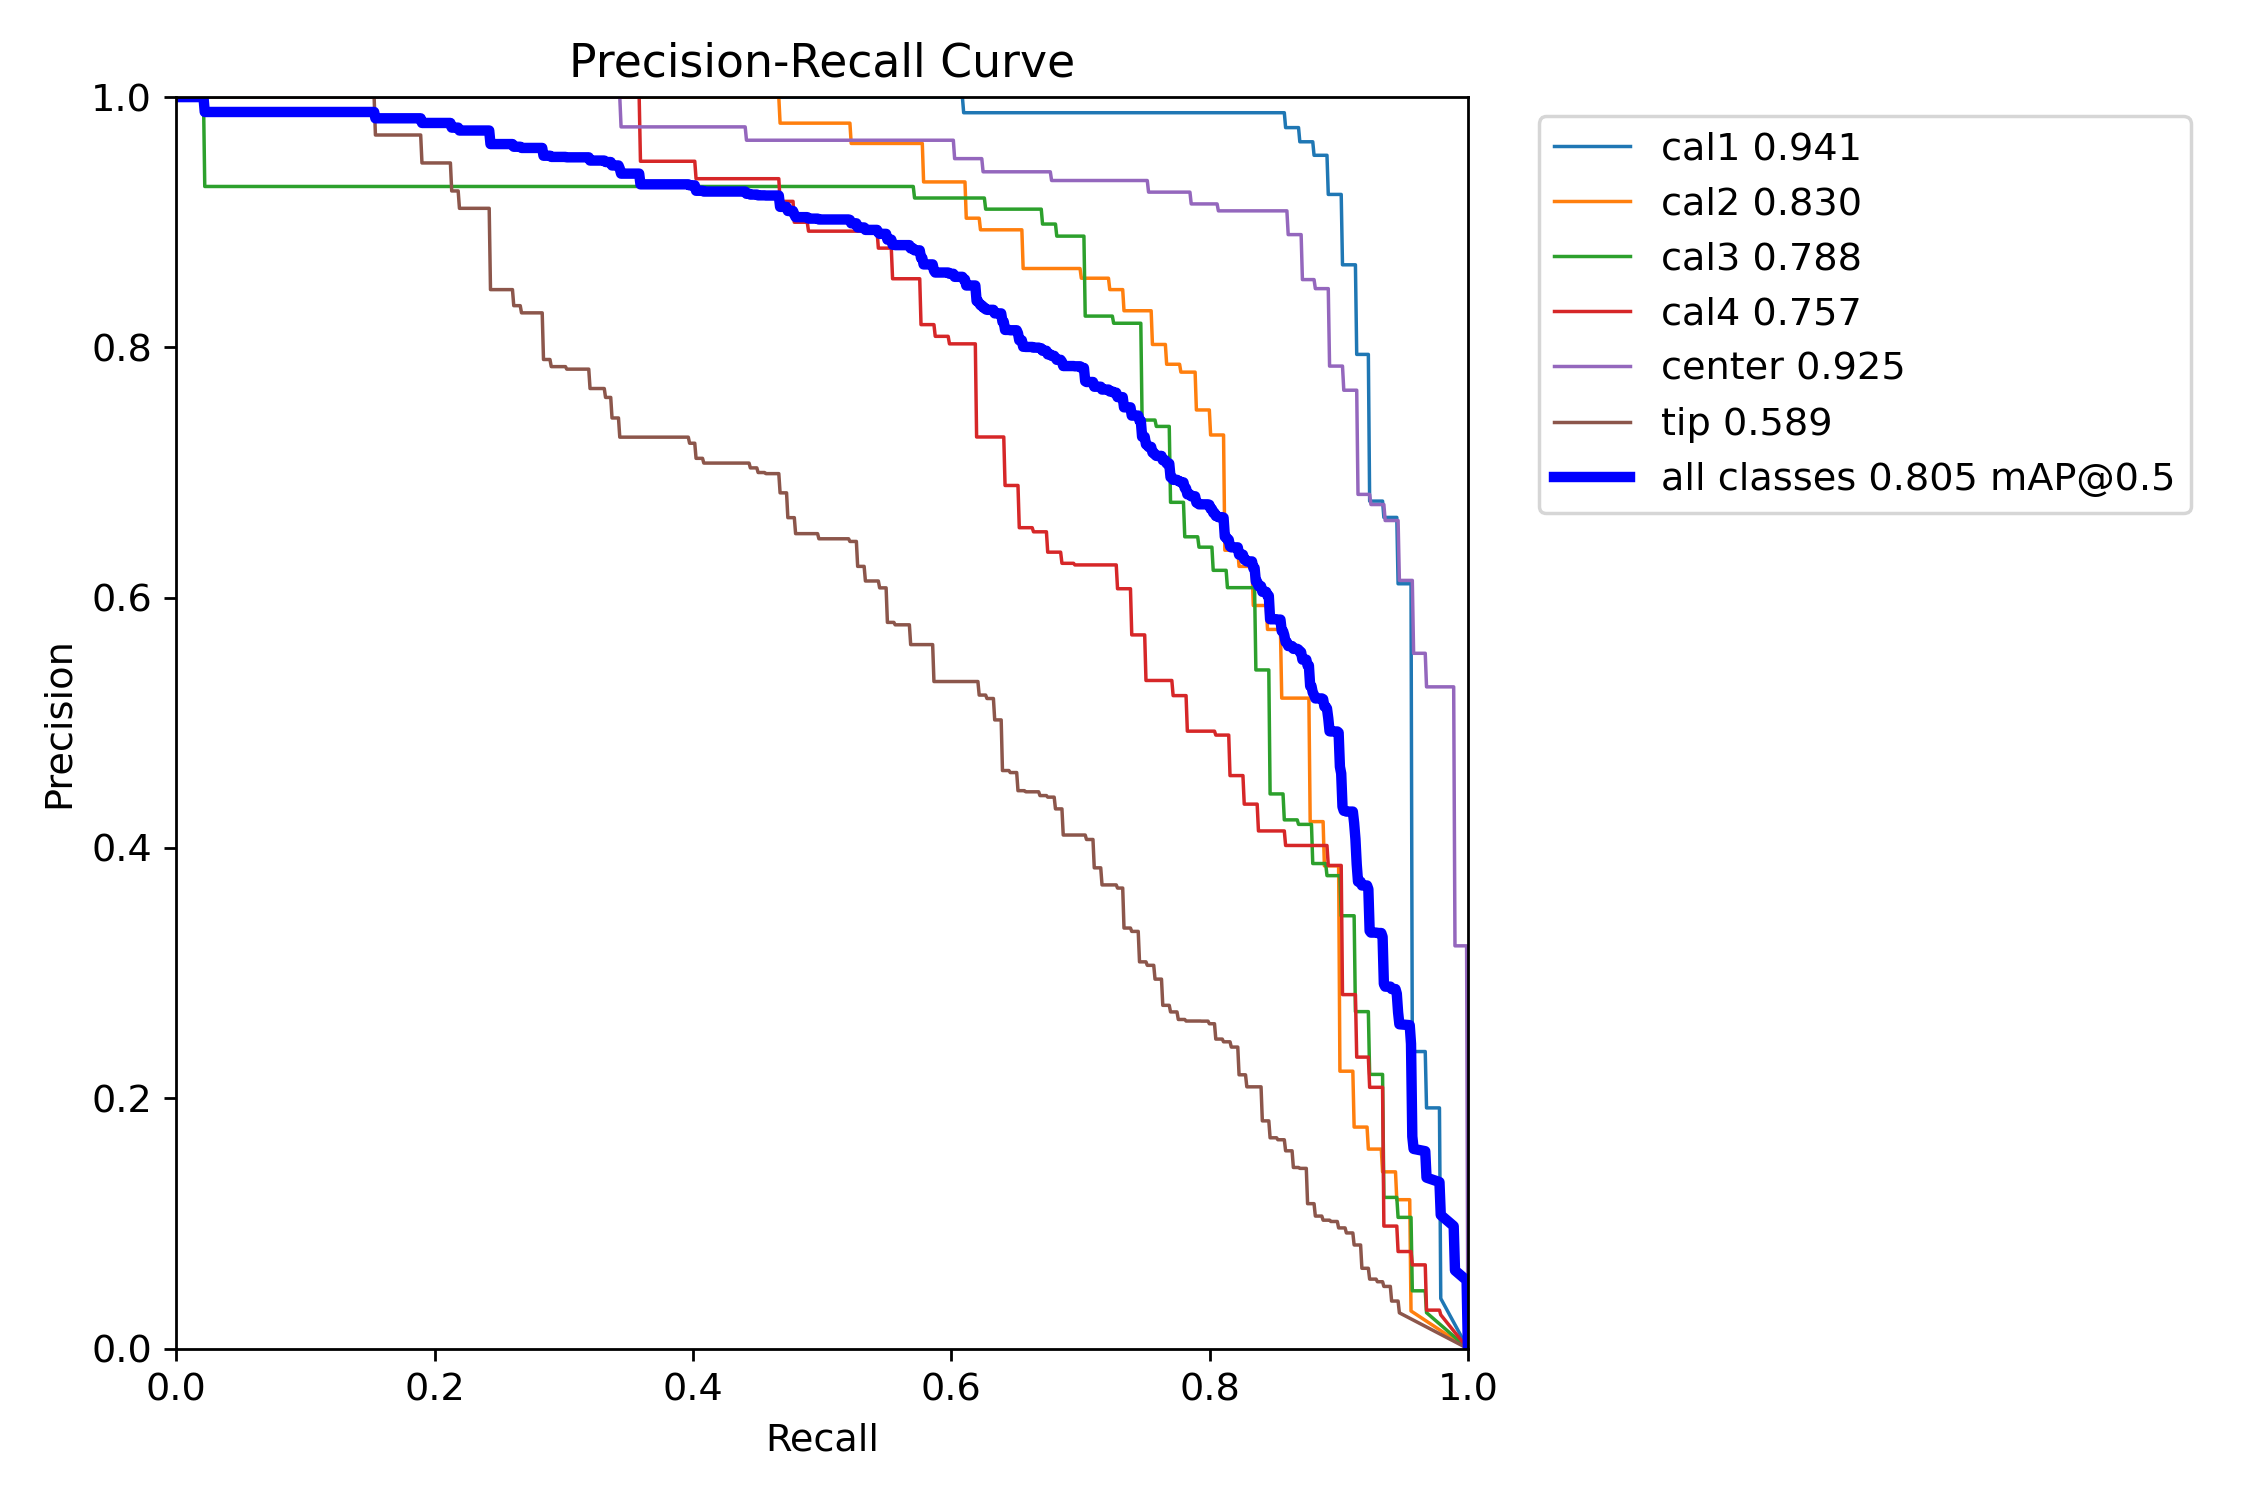 Precision-Recall Curve
1.0
0.8
0.6
0.4
0.2
0.0
Precision
0.0 0.2 0.4 0.6 0.8 1.0
Recall
cal1 0.941
cal2 0.830
cal3 0.788
cal4 0.757
center 0.925
tip 0.589
all classes 0.805 mAP@0.5